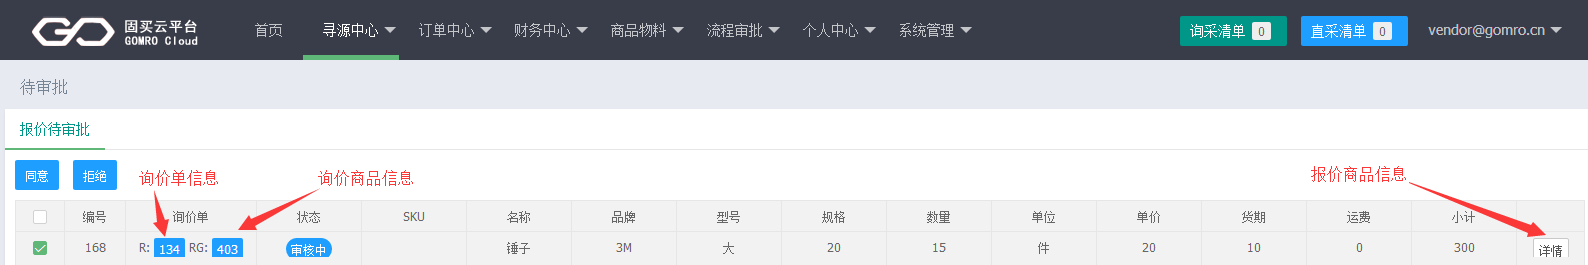 固买云平台
GOMRO Cloud
首页 寻源中心 订单中心 财务中心 商品物料 流程审批 个人中心 系统管理 询采清单 0 直采清单 0 vendor@gomro.cn
待审批
报价待审批
同意 拒绝 询价单信息 询价商品信息 报价商品信息
编号 询价单 状态 SKU 名称 品牌 型号 规格 数量 单位 单价 货期 运费 小计
168 R: 134 RG: 403 审核中 锤子 3M 大 20 15 件 20 10 0 300 详情